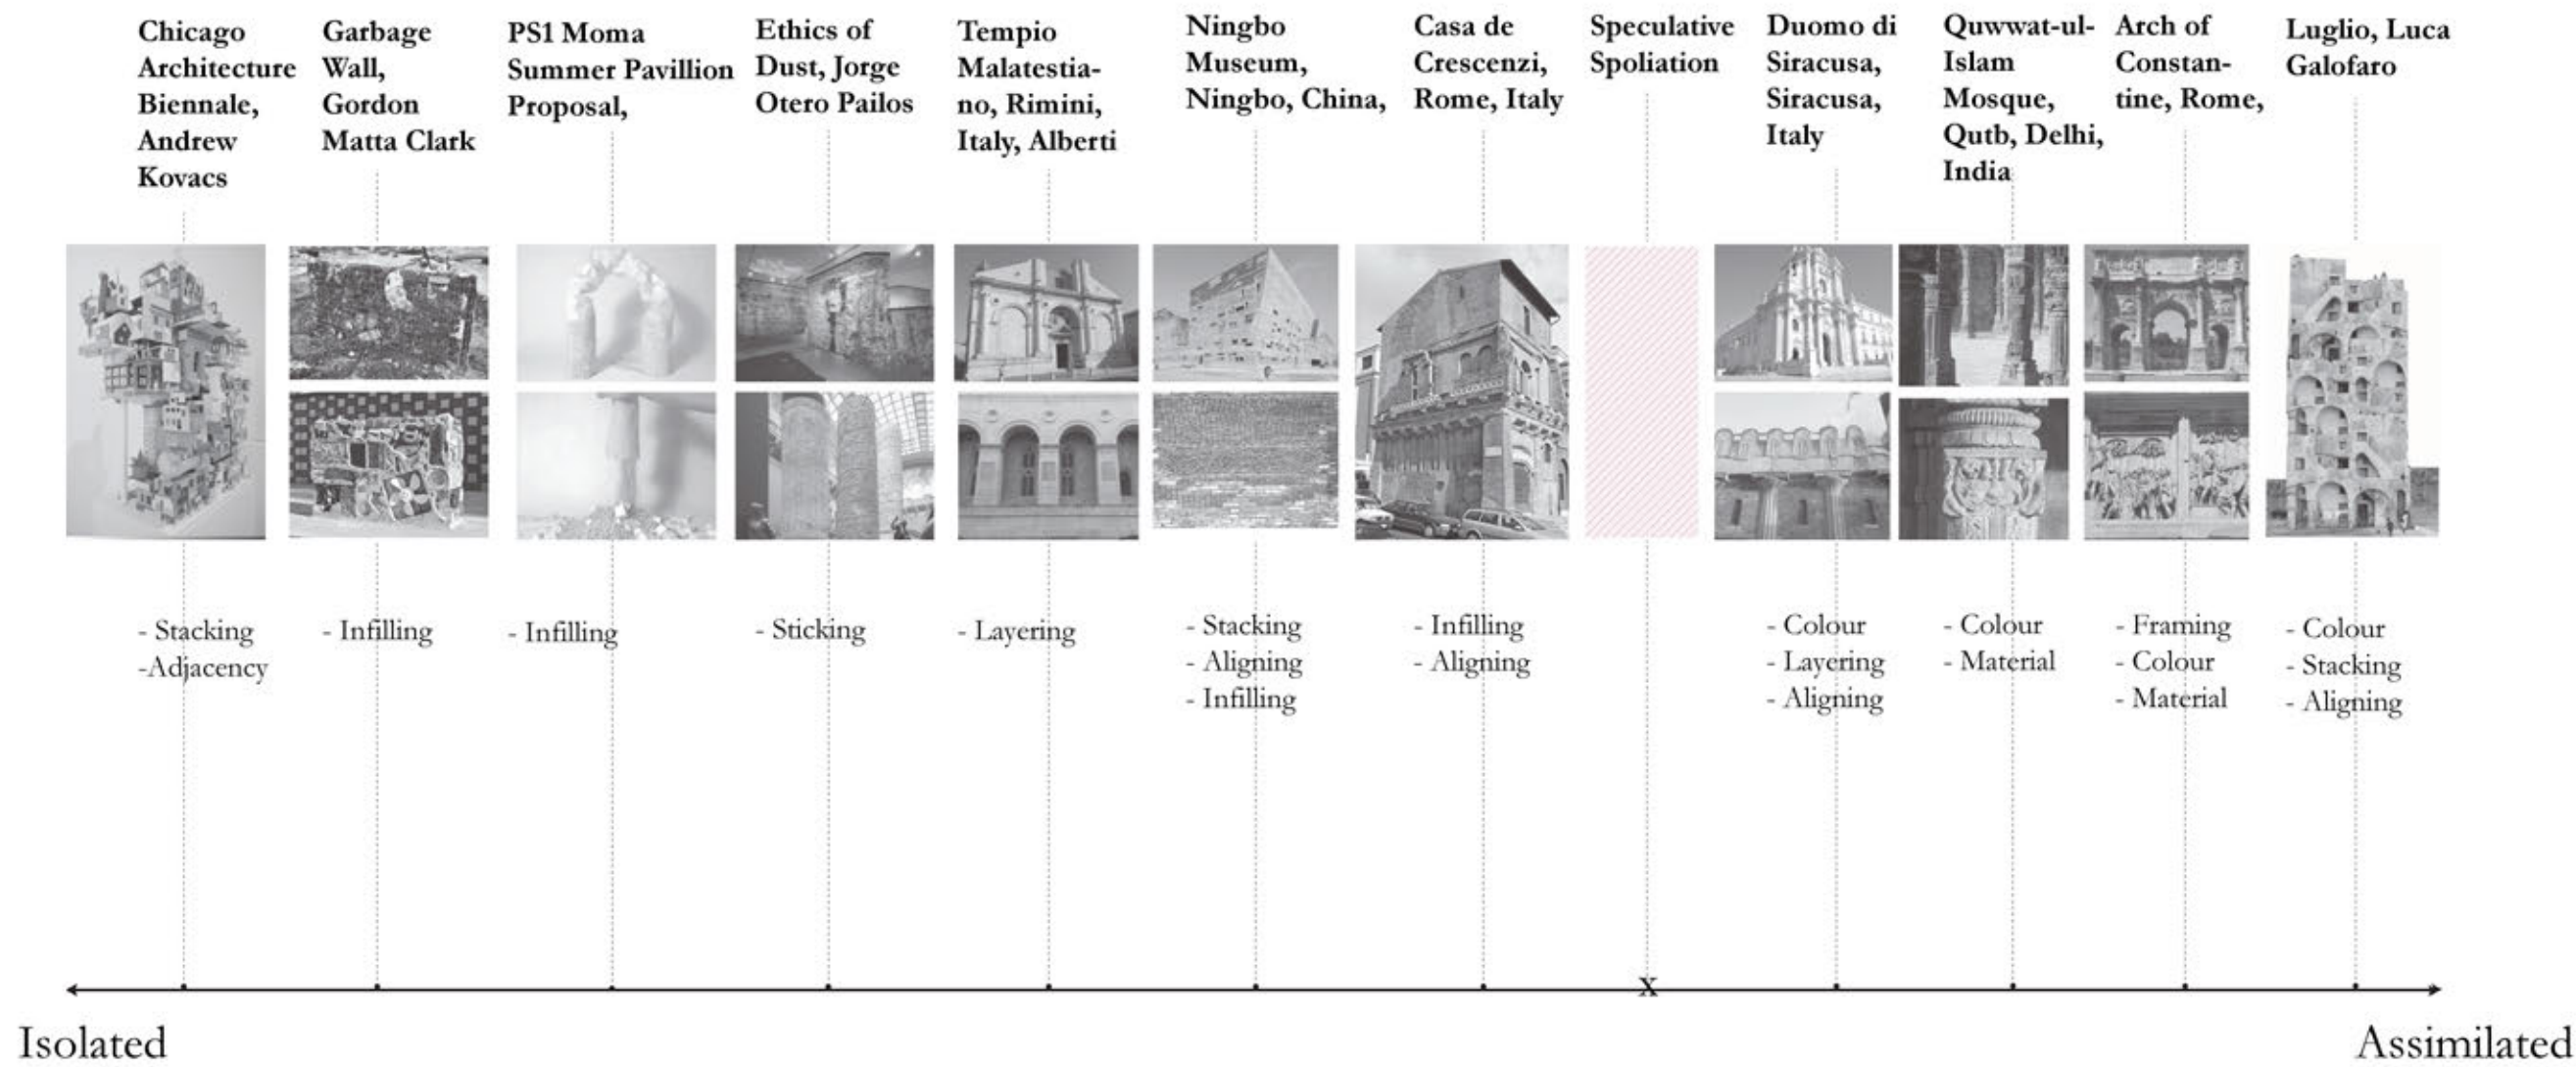 Chicago
Architecture
Biennale,
Andrew
Kovacs
Garbage
Wall,
Gordon
Matta Clark
PS1 Moma
Summer Pavillion
Proposal,
Ethics of
Dust, Jorge
Otero Pailos
Tempio
Malatestia-
no, Rimini,
Italy, Alberti
Ningbo
Museum,
Ningbo, China,
Casa de
Crescenzi,
Rome, Italy
Speculative
Spoliation
Duomo di
Siracusa,
Siracusa,
Italy
Quwwat-ul-
Islam
Mosque,
Qutb, Delhi,
India
Arch of
Constan-
tine, Rome,
Luglio, Luca
Galofaro
- Stacking
-Adjacency
- Infilling
- Infilling
- Sticking
- Layering
- Stacking
- Aligning
- Infilling
- Infilling
- Aligning
- Colour
- Layering
- Aligning
- Colour
- Material
- Framing
- Colour
- Material
- Colour
- Stacking
- Aligning
x
Isolated
Assimilated